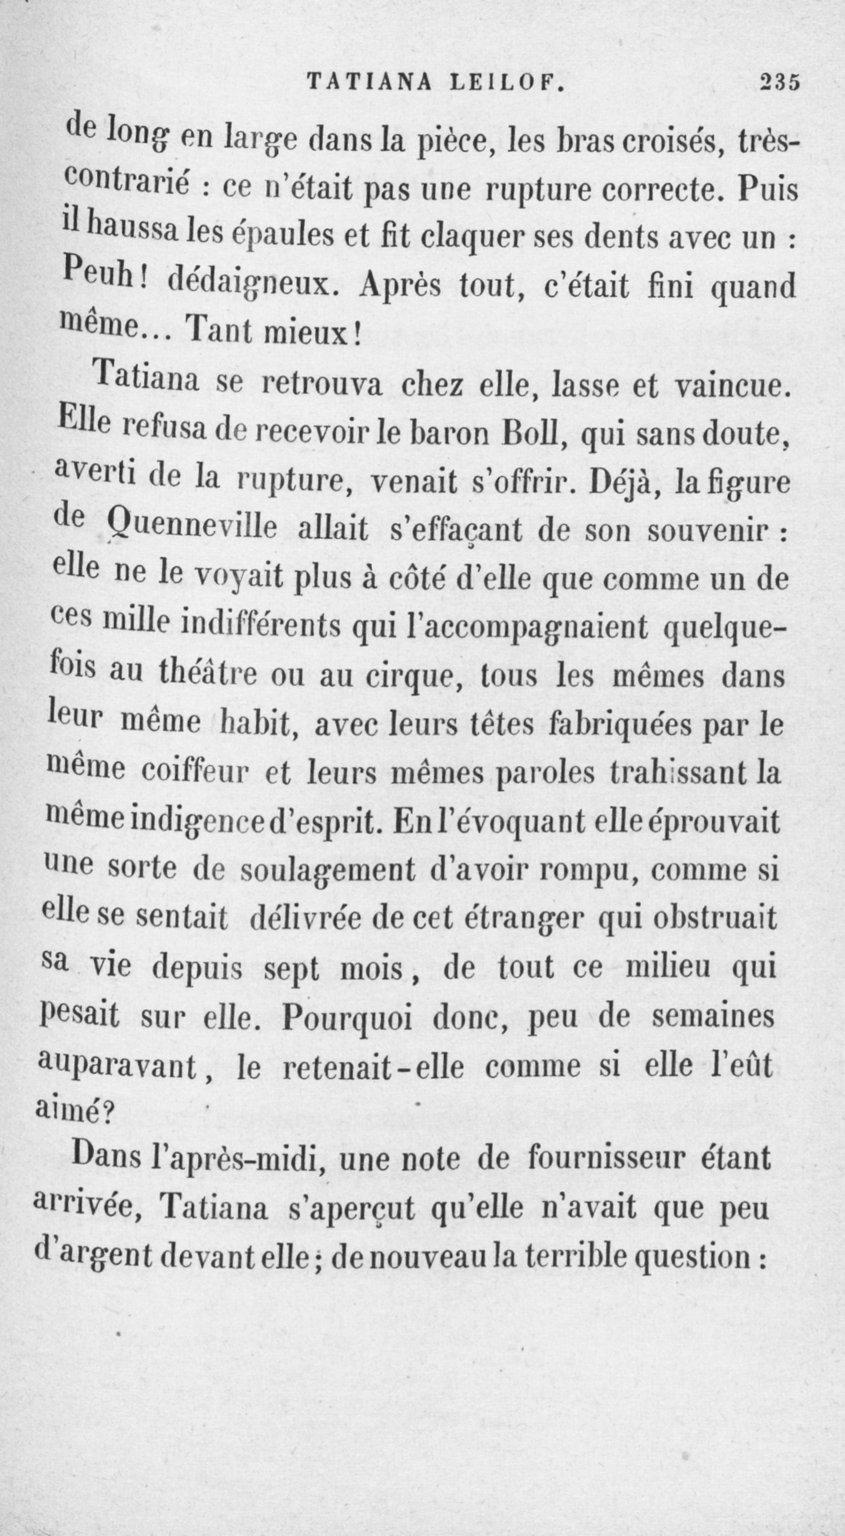 TATIANA LEILOF. 235
de long en large dans la pièce, les bras croisés, très-
contrarié : ce n'était pas une rupture correcte. Puis
il haussa les épaules et fit claquer ses dents avec un :
Peuh! dédaigneux. Après tout, c'était fini quand
même... Tant mieux!
Tatiana se retrouva chez elle, lasse et vaincue.
Elle refusa de recevoir le baron Boll, qui sans doute,
averti de la rupture, venait s'offrir. Déjà, la figure
de Quenneville allait s'effaçant de son souvenir :
elle ne le voyait plus à côté d'elle que comme un de
ces mille indifférents qui l'accompagnaient quelque-
fois au théâtre ou au cirque, tous les mêmes dans
leur même habit, avec leurs têtes fabriquées par le
même coiffeur et leurs mêmes paroles trahissant la
même indigence d'esprit. En l'évoquant elle éprouvait
une sorte de soulagement d'avoir rompu, comme si
elle se sentait délivrée de cet étranger qui obstruait
sa vie depuis sept mois, de tout ce milieu qui
pesait sur elle. Pourquoi donc, peu de semaines
auparavant, le retenait-elle comme si elle l'eût
aimé?
Dans l'après-midi, une note de fournisseur étant
arrivée, Tatiana s'aperçut qu'elle n'avait que peu
d'argent devant elle; de nouveau la terrible question :